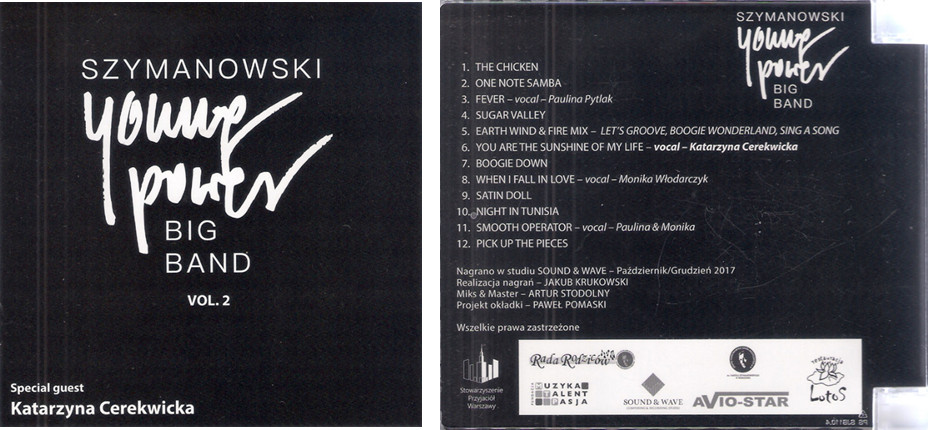 SZYMANOWSKI
young
power
BIG
BAND
VOL. 2
Special guest
Katarzyna Cerekwicka
SZYMANOWSKI
young
power
BIG
BAND
1. THE CHICKEN
2. ONE NOTE SAMBA
3. FEVER – vocal – Paulina Pytlak
4. SUGAR VALLEY
5. EARTH WIND & FIRE MIX – LET'S GROOVE, BOOGIE WONDERLAND, SING A SONG
6. YOU ARE THE SUNSHINE OF MY LIFE – vocal – Katarzyna Cerekwicka
7. BOOGIE DOWN
8. WHEN I FALL IN LOVE – vocal – Monika Włodarczyk
9. SATIN DOLL
10. NIGHT IN TUNISIA
11. SMOOTH OPERATOR – vocal – Paulina & Monika
12. PICK UP THE PIECES
Nagrano w studiu SOUND & WAVE – Październik/Grudzień 2017
Realizacja nagrań – JAKUB KRUKOWSKI
Miks & Master – ARTUR STODOLNY
Projekt okładki – PAWEŁ POMASKI
Wszelkie prawa zastrzeżone
Stowarzyszenie
Przyjaciół
Warszawy
Rada Rodziców
MUZYKA
TALENT
PASJA
SOUND & WAVE
AVIO-STAR
restauracja
Lotos